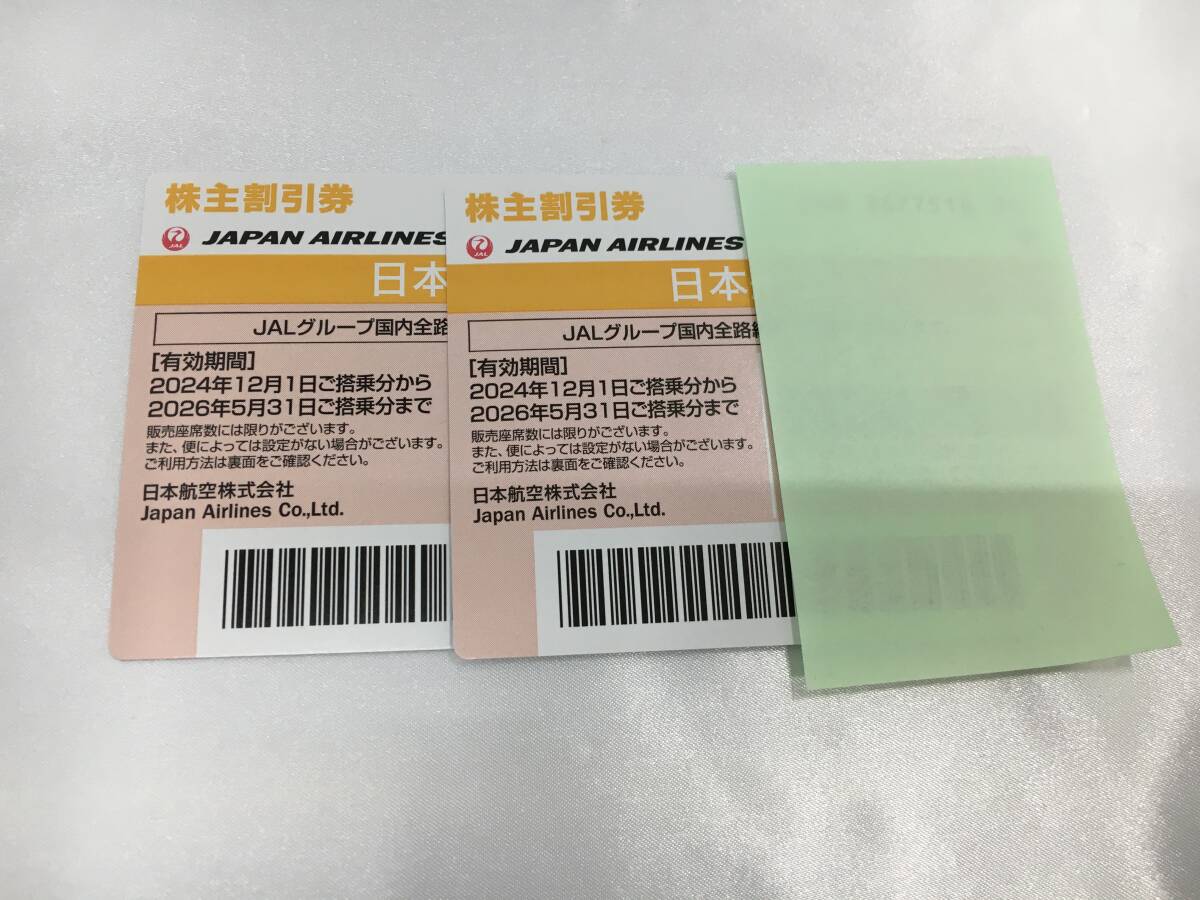 株主割引券
JAL JAPAN AIRLINES
日本
JALグループ国内全路
[有効期間]
2024年12月1日ご搭乗分から
2026年5月31日ご搭乗分まで
販売座席数には限りがございます。
また、便によっては設定がない場合がございます。
ご利用方法は裏面をご確認ください。
日本航空株式会社
Japan Airlines Co.,Ltd.
株主割引券
JAL JAPAN AIRLINES
日本
JALグループ国内全路
[有効期間]
2024年12月1日ご搭乗分から
2026年5月31日ご搭乗分まで
販売座席数には限りがございます。
また、便によっては設定がない場合がございます。
ご利用方法は裏面をご確認ください。
日本航空株式会社
Japan Airlines Co.,Ltd.